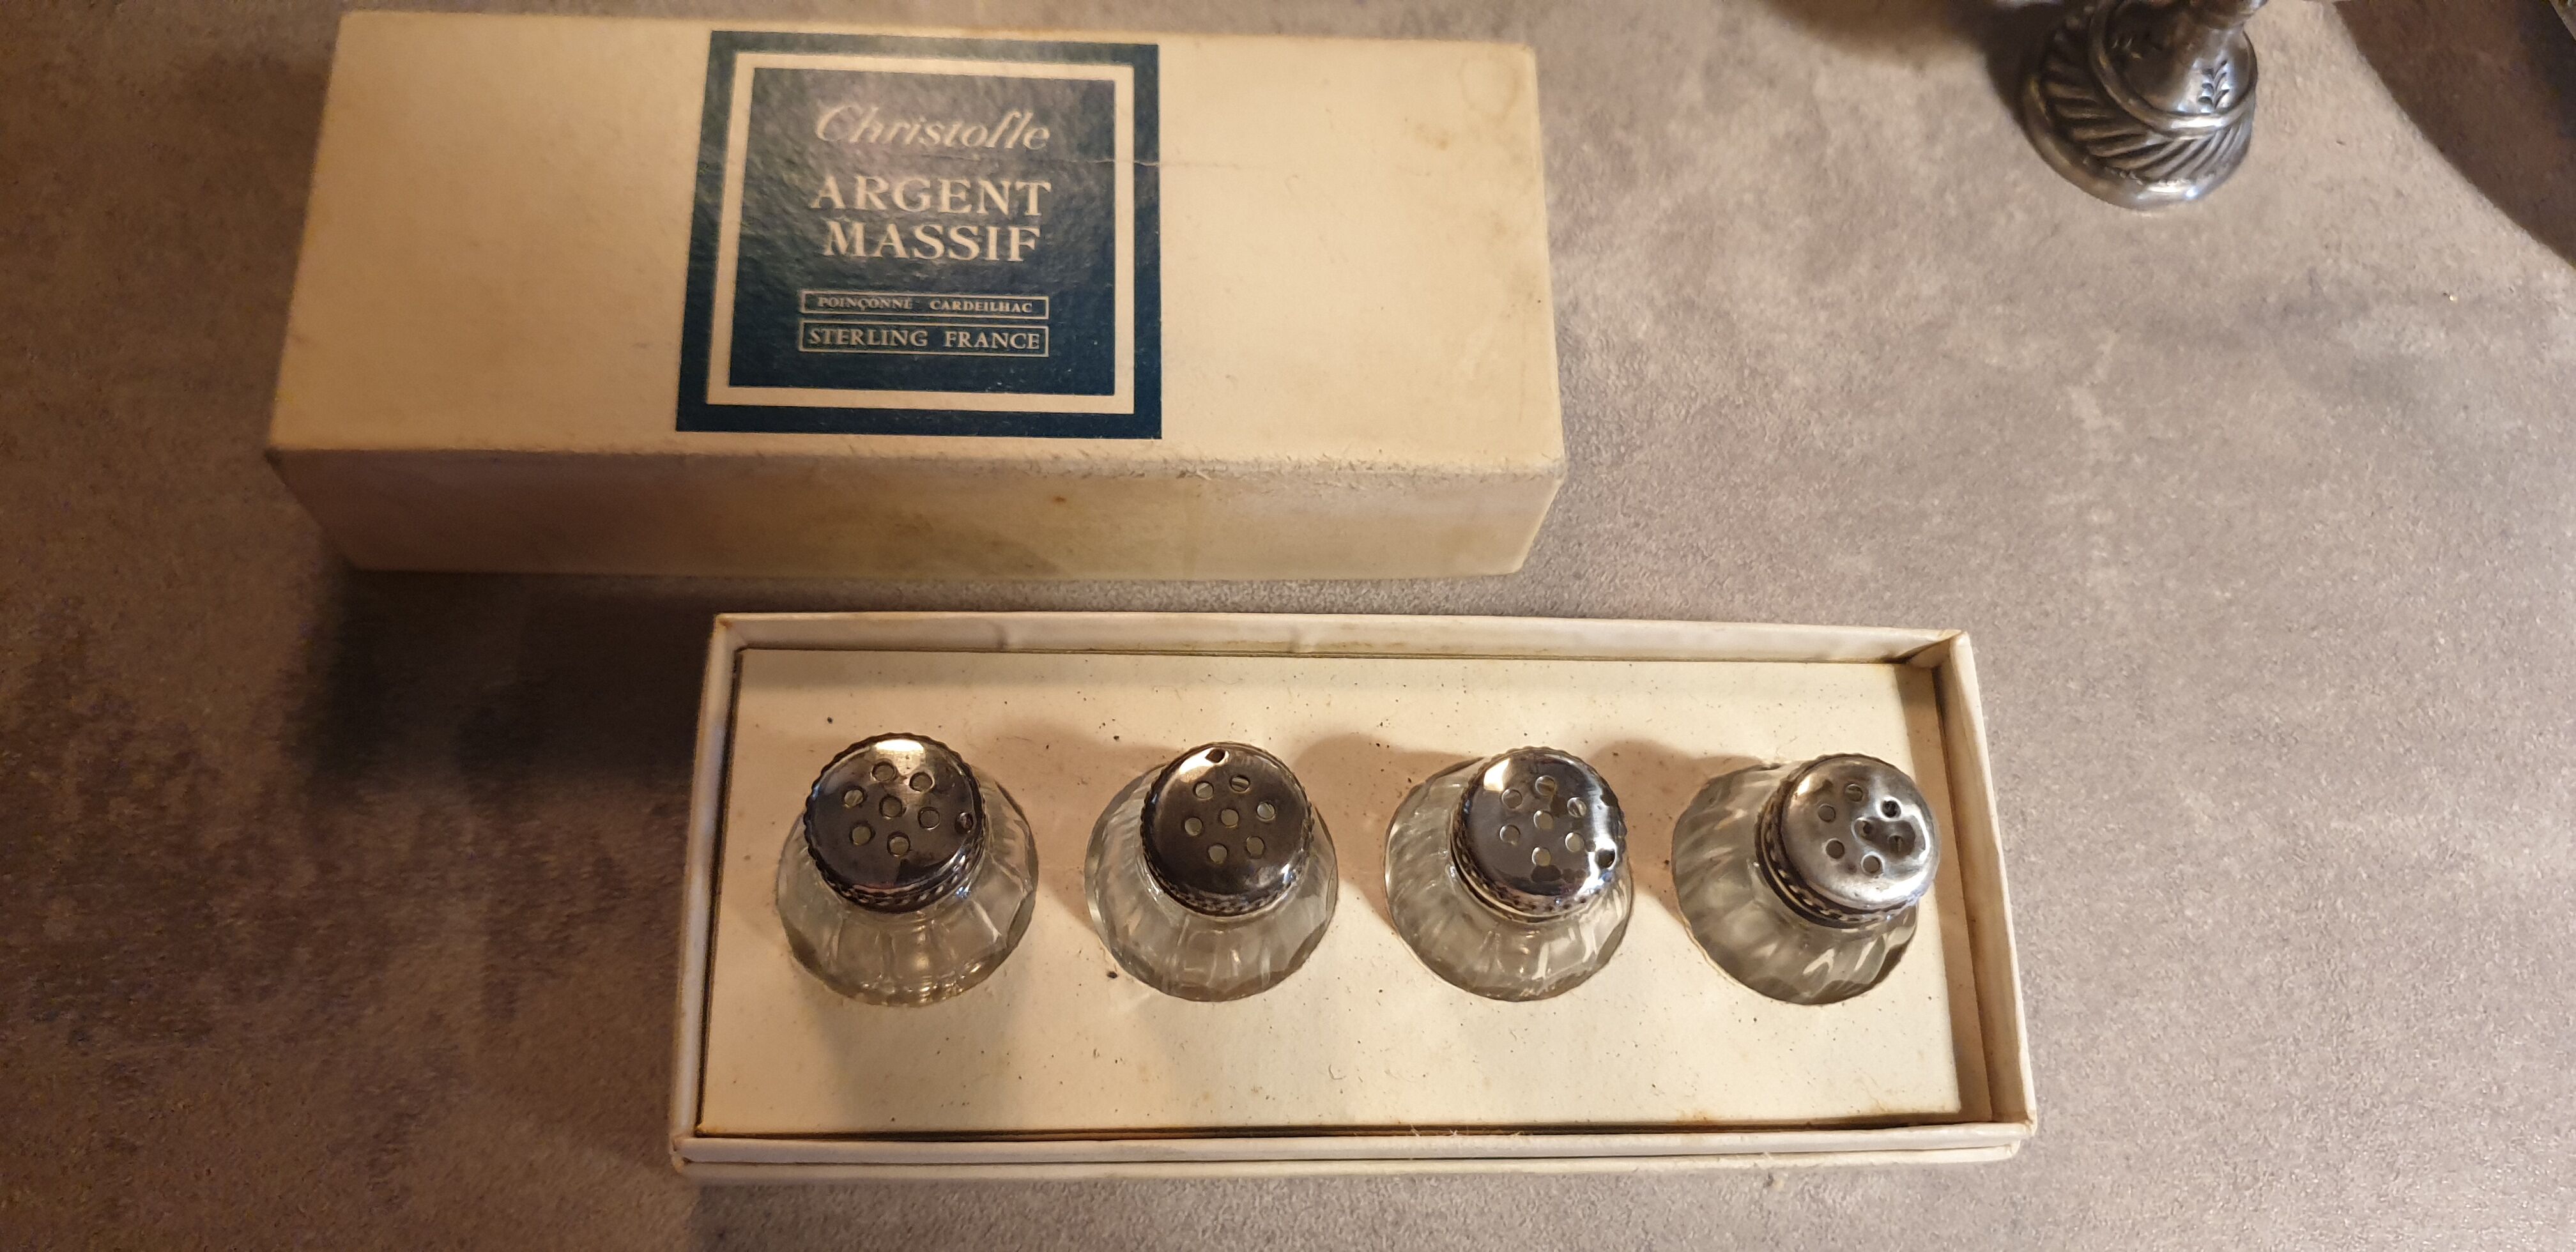 Christofle
ARGENT
MASSIF
POINÇONNÉ CARDEILHAC
STERLING FRANCE